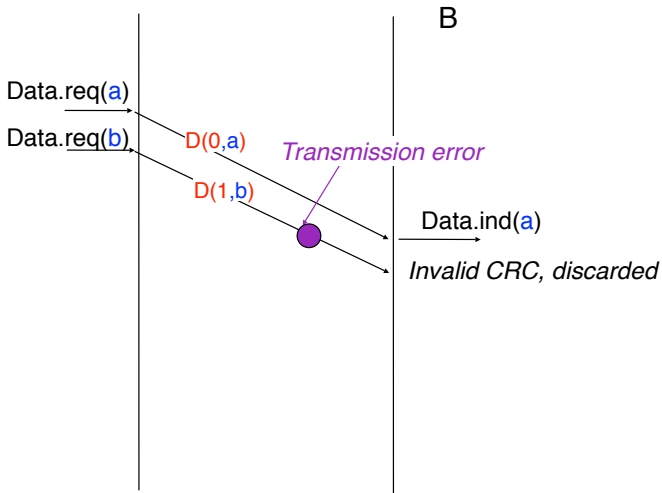 B
Data.req(a)
Data.req(b)
D(0,a)
Transmission error
D(1,b)
Data.ind(a)
Invalid CRC, discarded